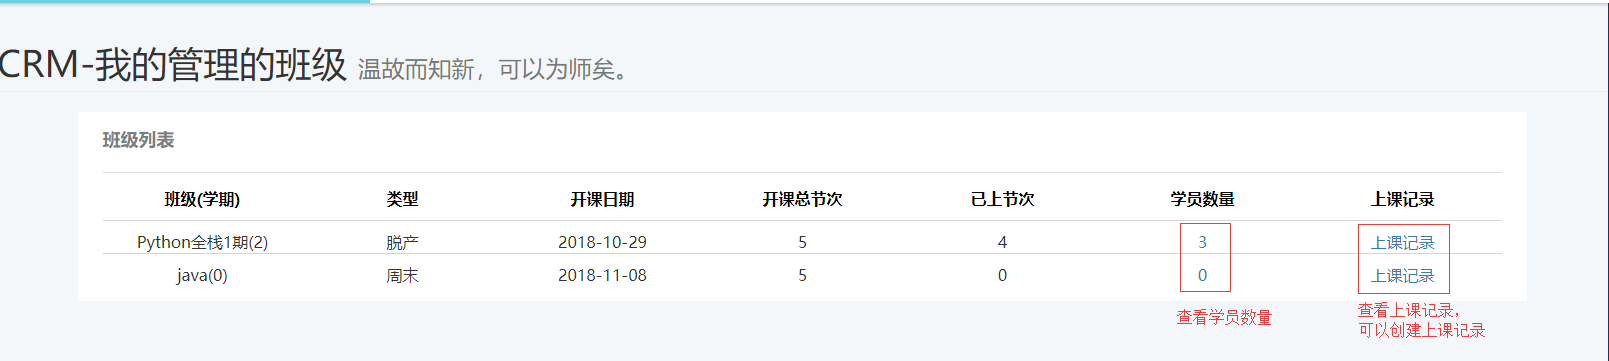 CRM-我的管理的班级 温故而知新，可以为师矣。
班级列表
班级(学期) 类型 开课日期 开课总节次 已上节次 学员数量 上课记录
Python全栈1期(2) 脱产 2018-10-29 5 4 3 上课记录
java(0) 周末 2018-11-08 5 0 0 上课记录
查看学员数量
查看上课记录，
可以创建上课记录